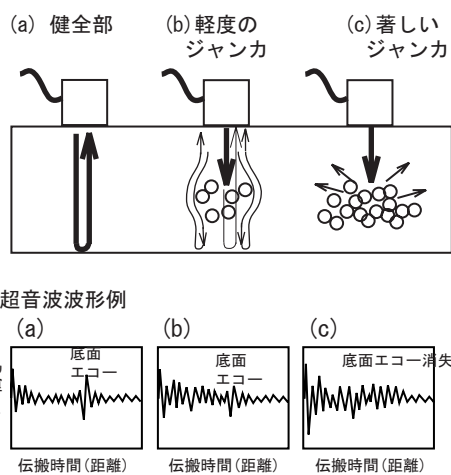 (a) 健全部
(b) 軽度の
ジャンカ
(c) 著しい
ジャンカ
超音波波形例
(a)
底面
エコー
(b)
底面
エコー
(c)
底面エコー消失
伝搬時間(距離)
伝搬時間(距離)
伝搬時間(距離)